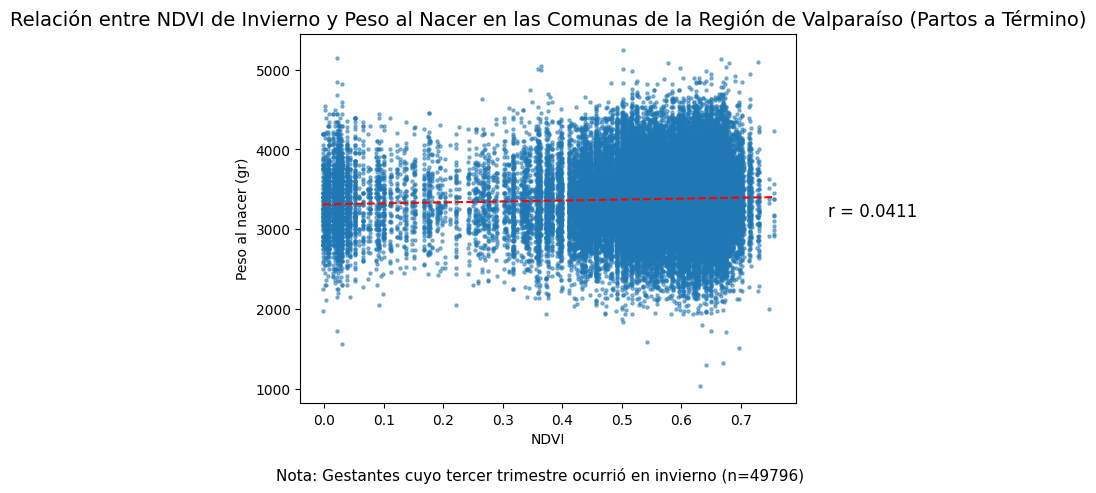 Relación entre NDVI de Invierno y Peso al Nacer en las Comunas de la Región de Valparaíso (Partos a Término)
Peso al nacer (gr)
5000
4000
3000
2000
1000
r = 0.0411
0.0 0.1 0.2 0.3 0.4 0.5 0.6 0.7
NDVI
Nota: Gestantes cuyo tercer trimestre ocurrió en invierno (n=49796)